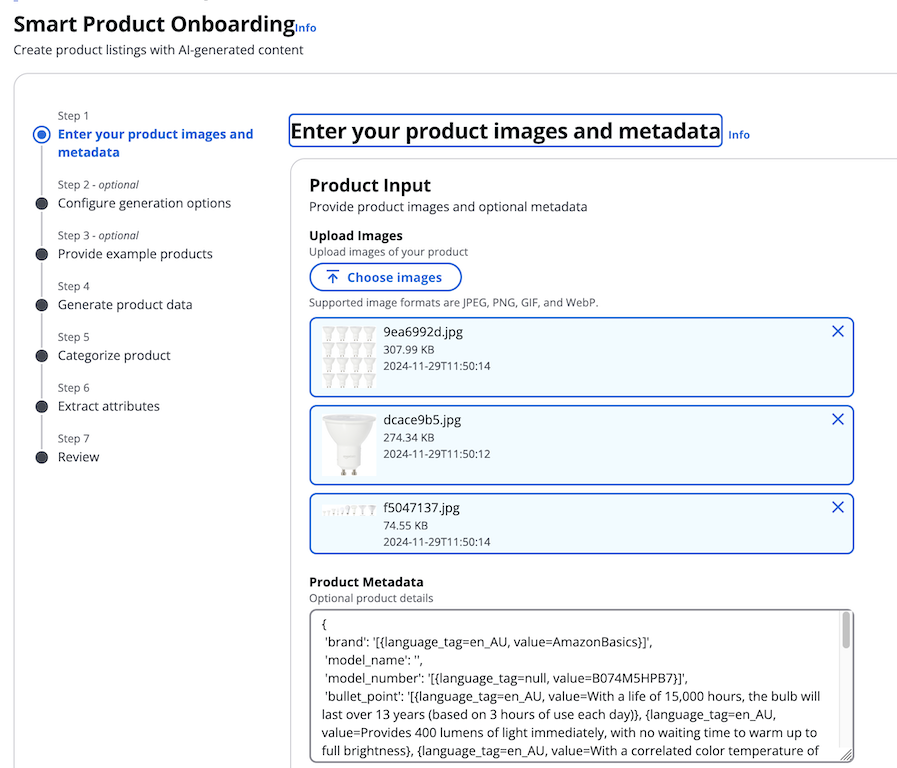 Smart Product Onboarding Info
Create product listings with AI-generated content
Step 1
Enter your product images and
metadata
Step 2 - optional
Configure generation options
Step 3 - optional
Provide example products
Step 4
Generate product data
Step 5
Categorize product
Step 6
Extract attributes
Step 7
Review
Enter your product images and metadata Info
Product Input
Provide product images and optional metadata
Upload Images
Upload images of your product
Choose images
Supported image formats are JPEG, PNG, GIF, and WebP.
9ea6992d.jpg
307.99 KB
2024-11-29T11:50:14
dcace9b5.jpg
274.34 KB
2024-11-29T11:50:12
f5047137.jpg
74.55 KB
2024-11-29T11:50:14
Product Metadata
Optional product details
{
'brand': '[{language_tag=en_AU, value=AmazonBasics}]',
'model_name': '',
'model_number': '[{language_tag=null, value=B074M5HPB7}]',
'bullet_point': '[{language_tag=en_AU, value=With a life of 15,000 hours, the bulb will
last over 13 years (based on 3 hours of use each day)}, {language_tag=en_AU,
value=Provides 400 lumens of light immediately, with no waiting time to warm up to
full brightness}, {language_tag=en_AU, value=With a correlated color temperature of